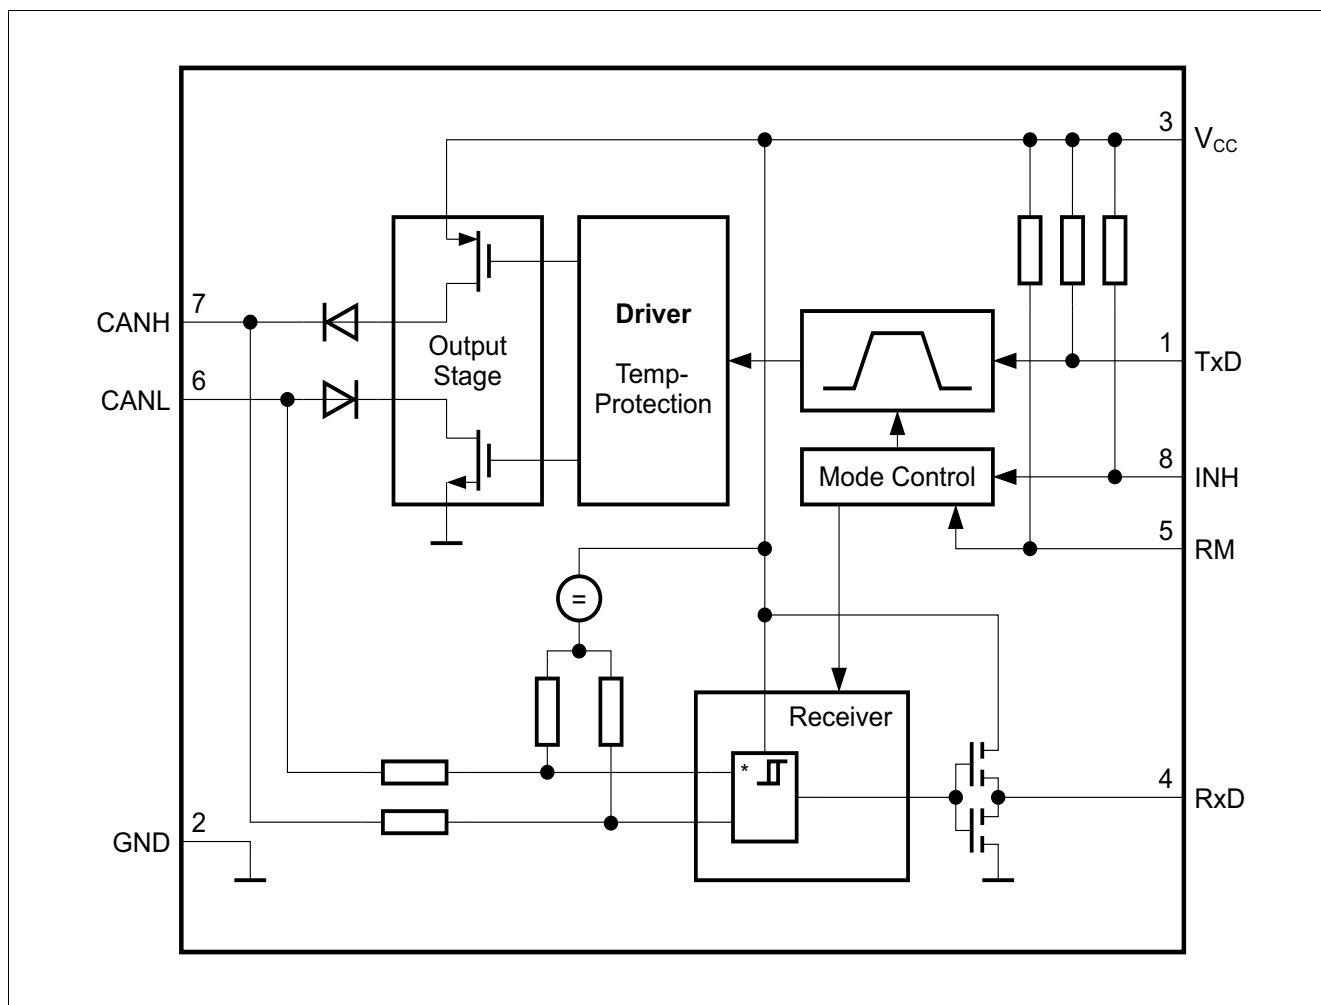 3
VCC
7
CANH
Driver
Output
Stage
1
TxD
6
CANL
Temp-
Protection
8
Mode Control
INH
5
RM
=
Receiver
*
4
RxD
2
GND